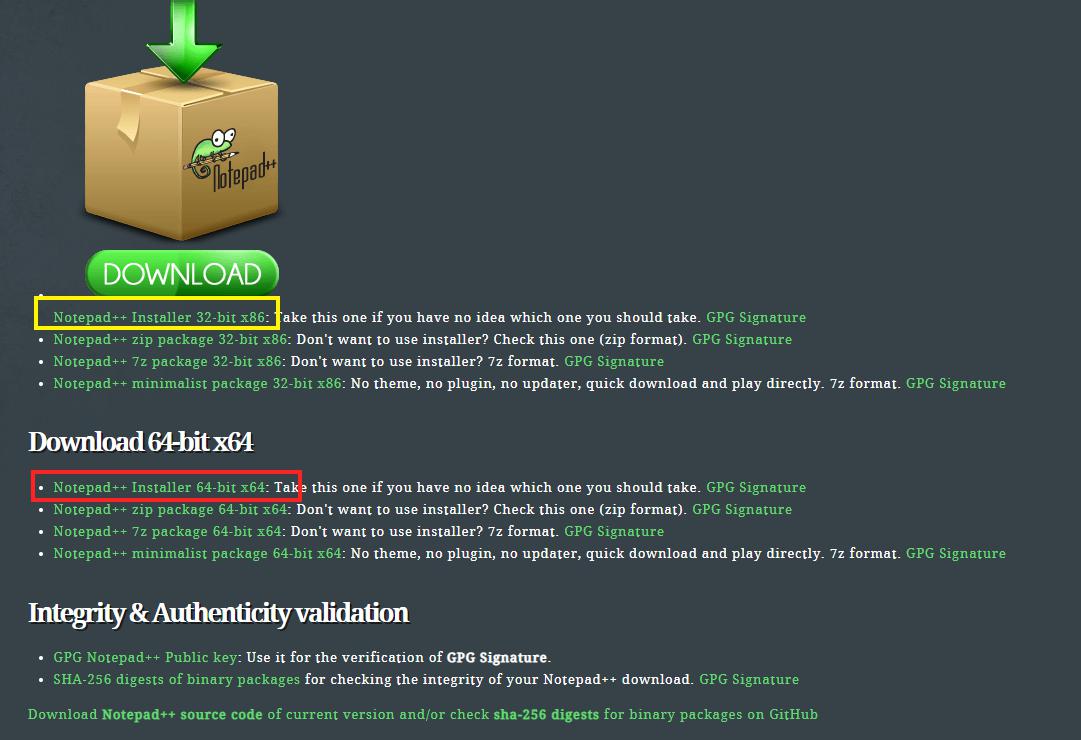 Notepad++
DOWNLOAD
Notepad++ Installer 32-bit x86: Take this one if you have no idea which one you should take. GPG Signature
Notepad++ zip package 32-bit x86: Don't want to use installer? Check this one (zip format). GPG Signature
Notepad++ 7z package 32-bit x86: Don't want to use installer? 7z format. GPG Signature
Notepad++ minimalist package 32-bit x86: No theme, no plugin, no updater, quick download and play directly. 7z format. GPG Signature
Download 64-bit x64
Notepad++ Installer 64-bit x64: Take this one if you have no idea which one you should take. GPG Signature
Notepad++ zip package 64-bit x64: Don't want to use installer? Check this one (zip format). GPG Signature
Notepad++ 7z package 64-bit x64: Don't want to use installer? 7z format. GPG Signature
Notepad++ minimalist package 64-bit x64: No theme, no plugin, no updater, quick download and play directly. 7z format. GPG Signature
Integrity & Authenticity validation
GPG Notepad++ Public key: Use it for the verification of GPG Signature.
SHA-256 digests of binary packages for checking the integrity of your Notepad++ download. GPG Signature
Download Notepad++ source code of current version and/or check sha-256 digests for binary packages on GitHub